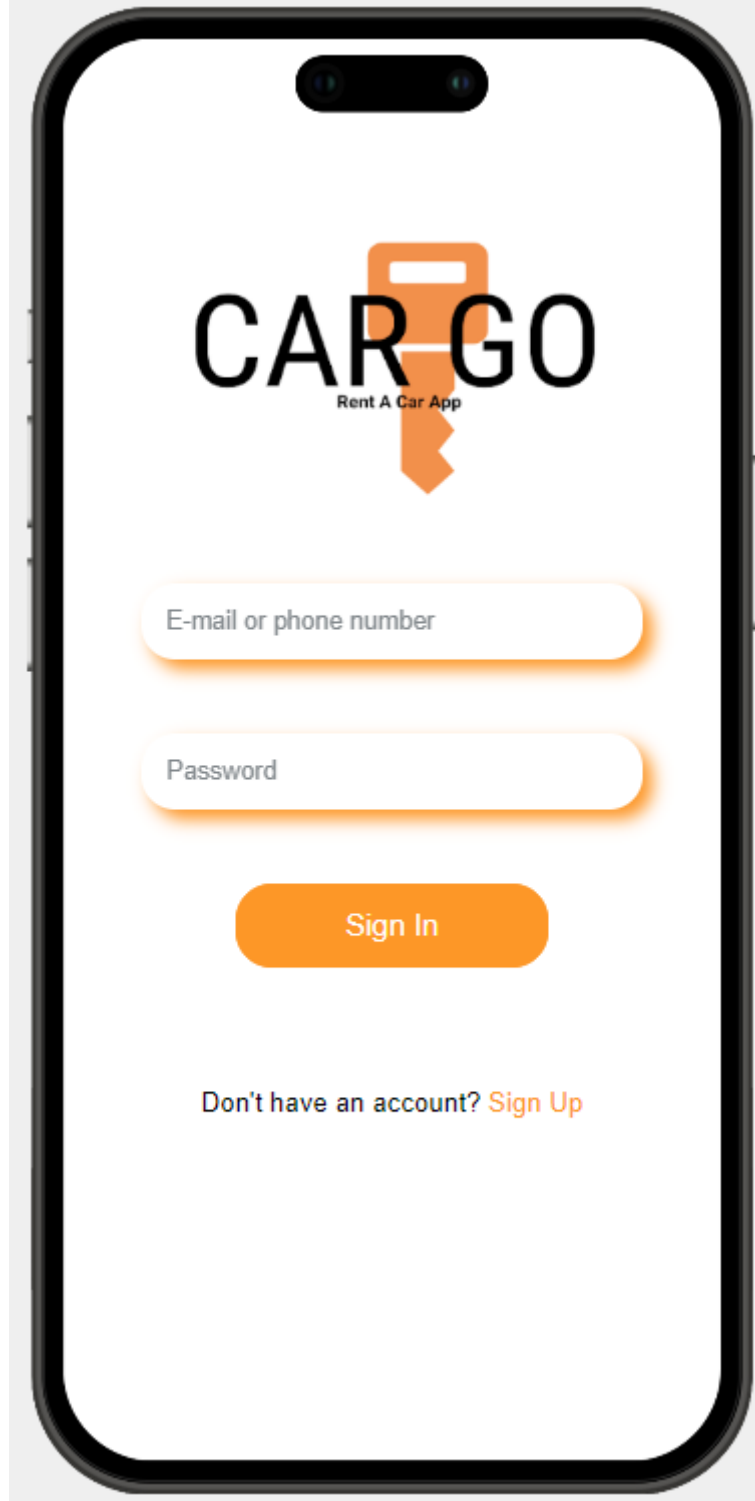 CAR GO
Rent A Car App
E-mail or phone number
Password
Sign In
Don't have an account? Sign Up